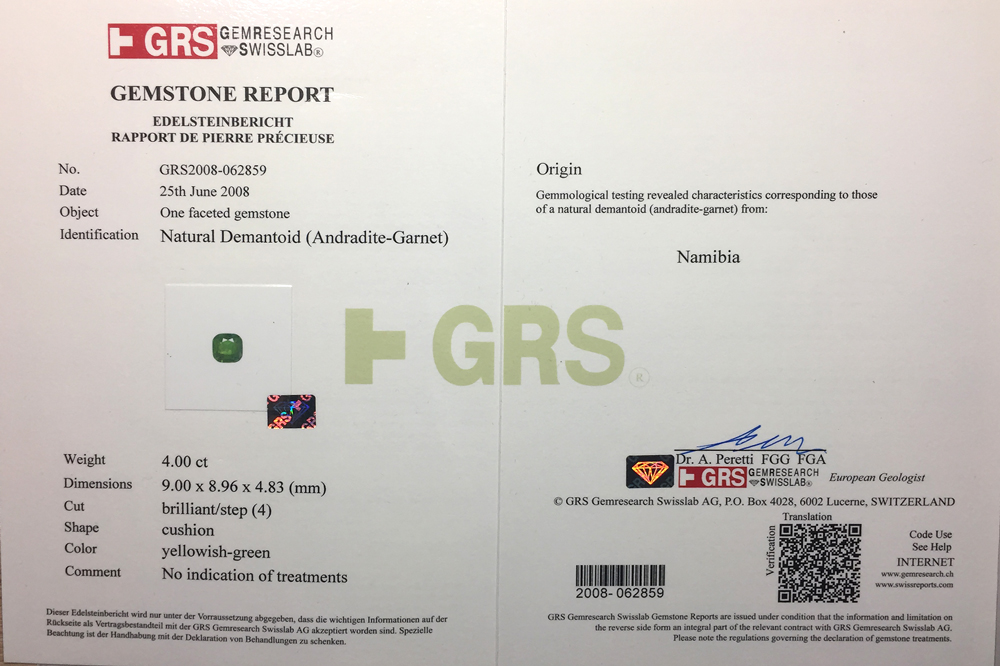 GRS GEMRESEARCH
SWISSLAB®
GEMSTONE REPORT
EDELSTEINBERICHT
RAPPORT DE PIERRE PRÉCIEUSE
No. GRS2008-062859
Date 25th June 2008
Object One faceted gemstone
Identification Natural Demantoid (Andradite-Garnet)
Weight 4.00 ct
Dimensions 9.00 x 8.96 x 4.83 (mm)
Cut brilliant/step (4)
Shape cushion
Color yellowish-green
Comment No indication of treatments
Dieser Edelsteinbericht wird nur unter der Vorraussetzung abgegeben, dass die wichtigen Informationen auf der
Rückseite als Vertragsbestandteil mit der GRS Gemresearch Swisslab AG akzeptiert worden sind. Spezielle
Beachtung ist der Handhabung mit der Deklaration von Behandlungen zu schenken.
GRS ®
Origin
Gemmological testing revealed characteristics corresponding to those
of a natural demantoid (andradite-garnet) from:
Namibia
Dr. A. Peretti FGG FGA
GRS GEMRESEARCH
SWISSLAB®
European Geologist
© GRS Gemresearch Swisslab AG, P.O. Box 4028, 6002 Lucerne, SWITZERLAND
Translation
Verification
Code Use
See Help
INTERNET
www.gemresearch.ch
www.swissreports.com
2008-062859
GRS Gemresearch Swisslab Gemstone Reports are issued under condition that the information and limitation on
the reverse side form an integral part of the relevant contract with GRS Gemresearch Swisslab AG.
Please note the regulations governing the declaration of gemstone treatments.